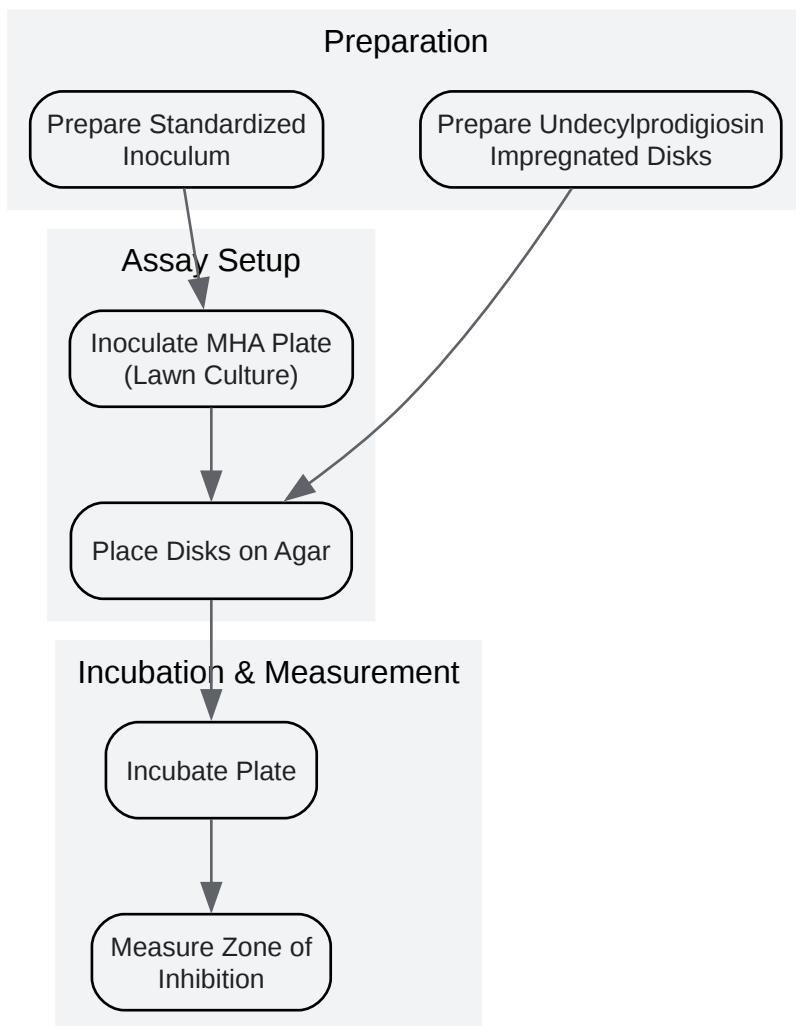 Preparation
Prepare Standardized
Inoculum
Prepare Undecylprodigiosin
Impregnated Disks
Assay Setup
Inoculate MHA Plate
(Lawn Culture)
Place Disks on Agar
Incubation & Measurement
Incubate Plate
Measure Zone of
Inhibition